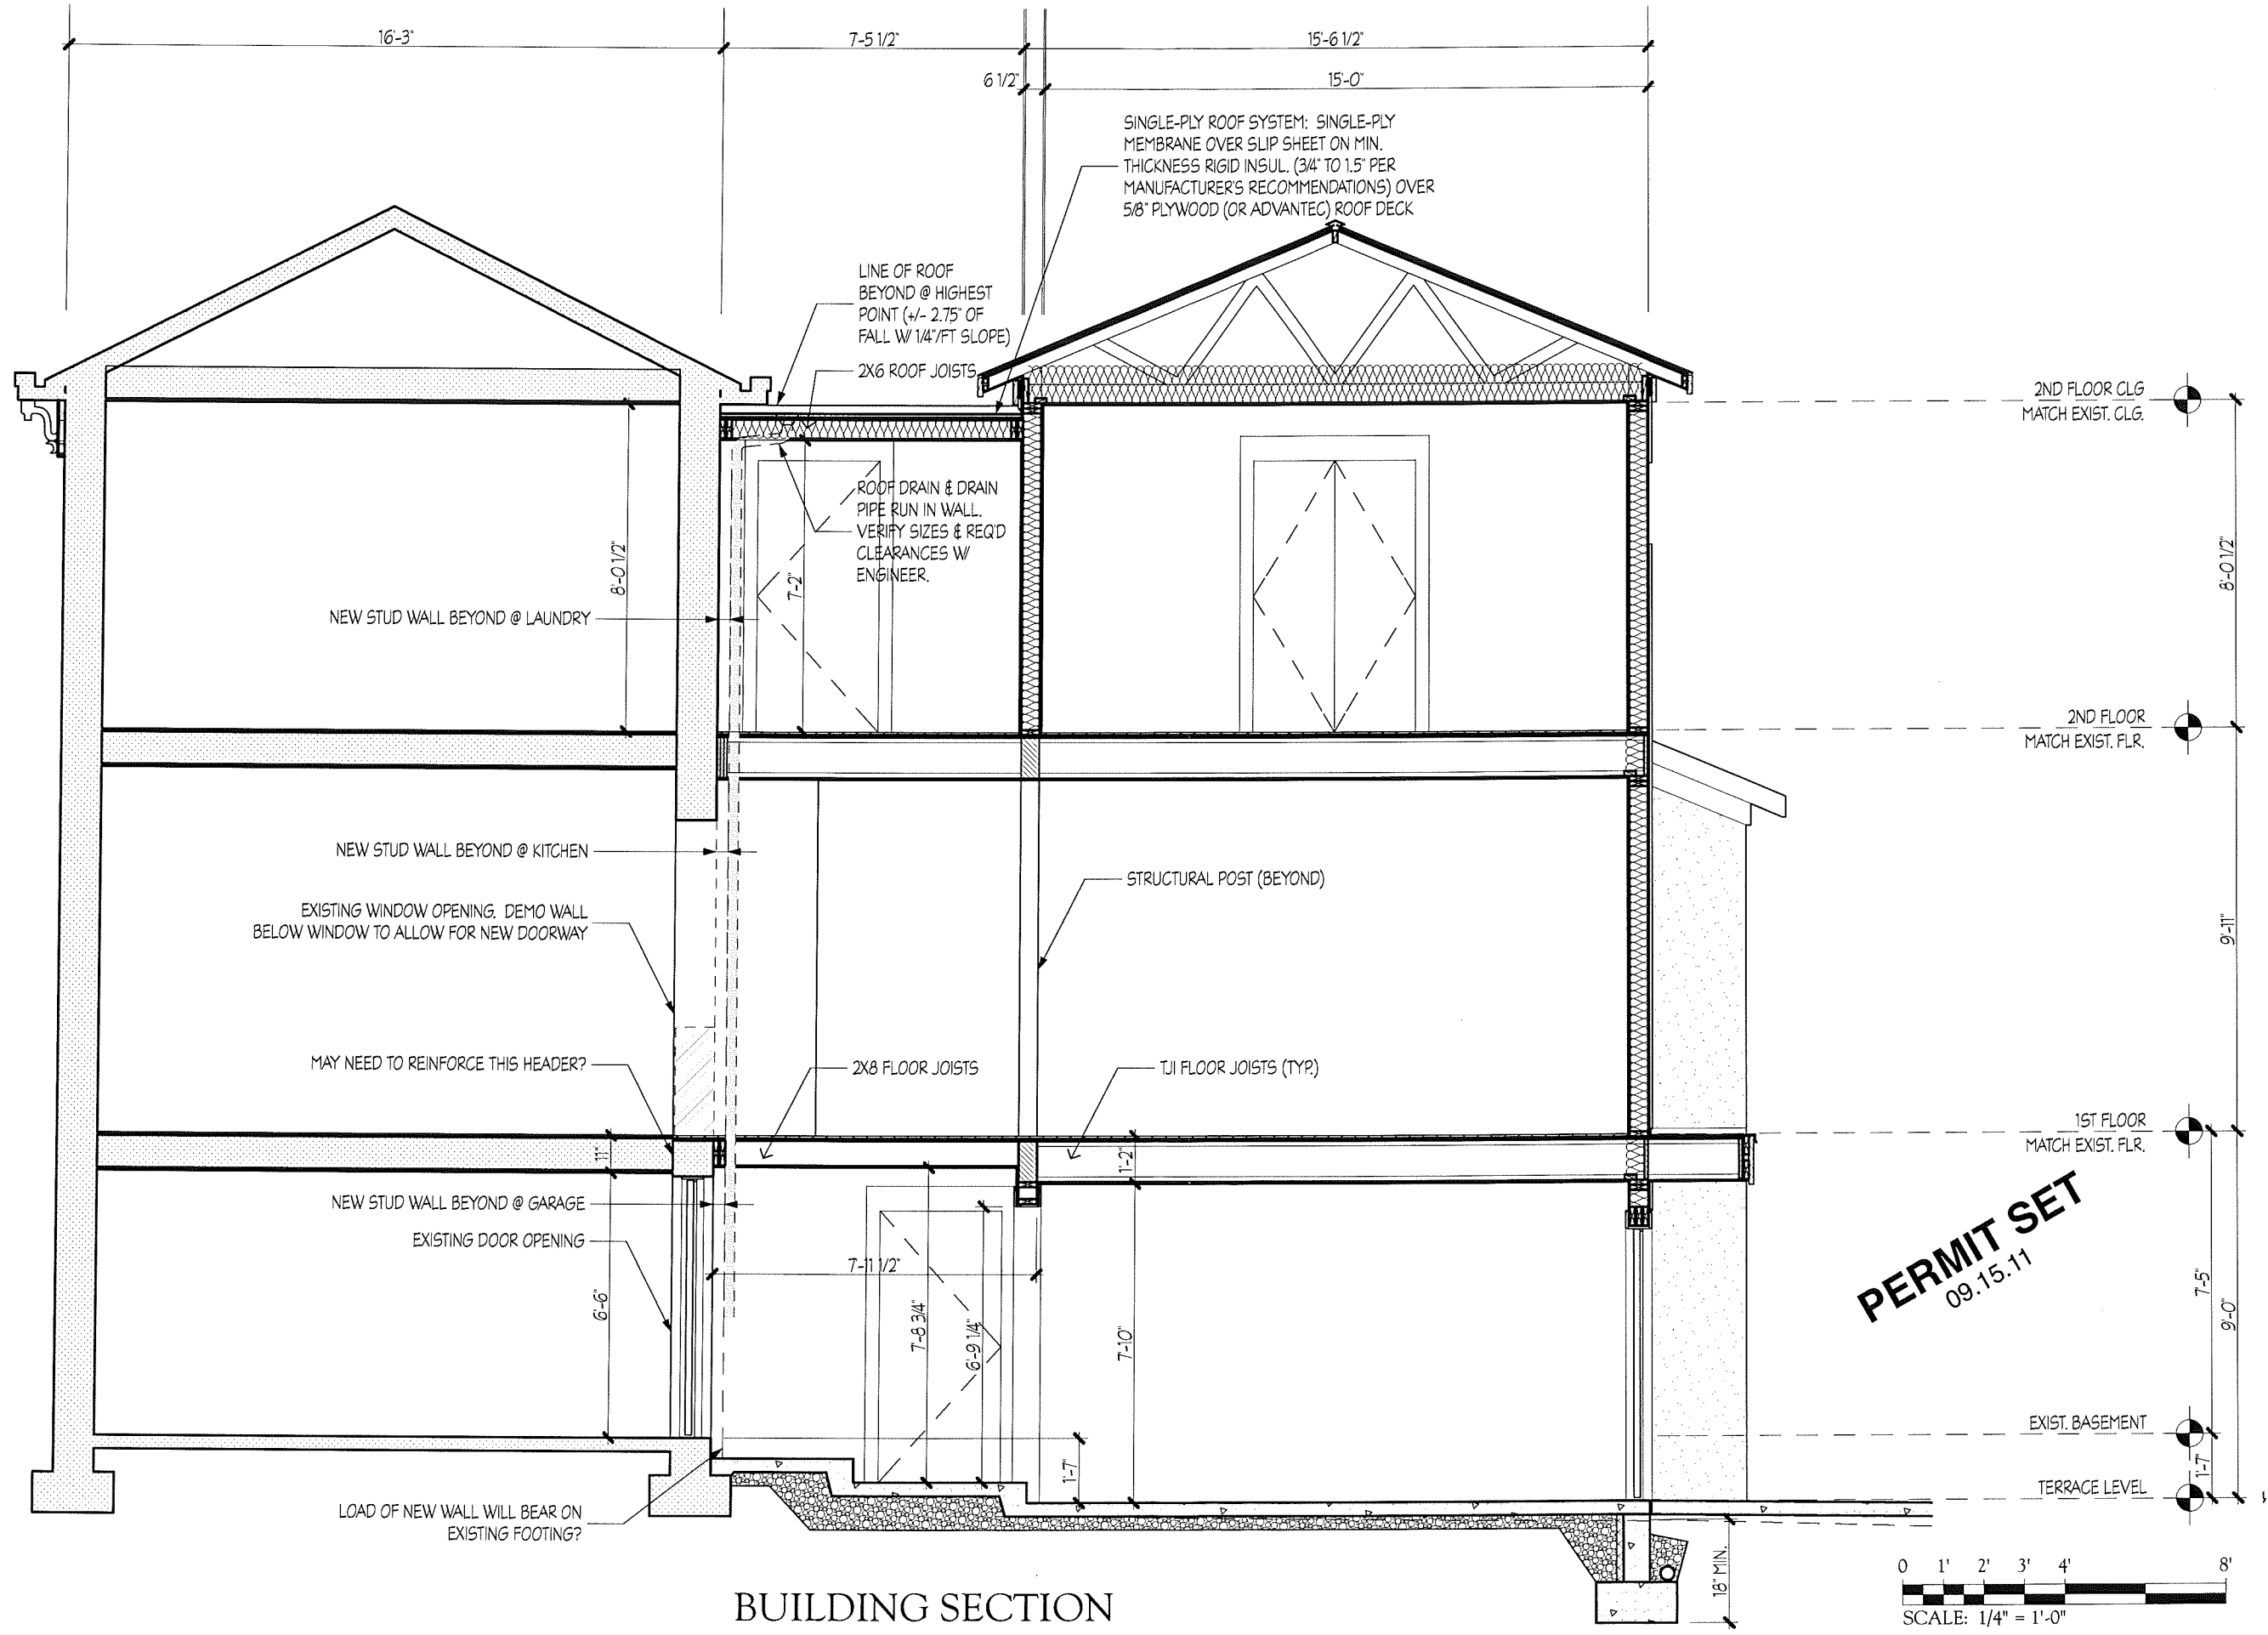 16'-3"
7'-5 1/2"
15'-6 1/2"
6 1/2"
15'-0"
SINGLE-PLY ROOF SYSTEM: SINGLE-PLY
MEMBRANE OVER SLIP SHEET ON MIN.
THICKNESS RIGID INSUL. (3/4" TO 1.5" PER
MANUFACTURER'S RECOMMENDATIONS) OVER
5/8" PLYWOOD (OR ADVANTEC) ROOF DECK
LINE OF ROOF
BEYOND @ HIGHEST
POINT (+/- 2.75" OF
FALL W/ 1/4"/FT SLOPE)
2X6 ROOF JOISTS
2ND FLOOR CLG
MATCH EXIST. CLG.
ROOF DRAIN & DRAIN
PIPE RUN IN WALL.
VERIFY SIZES & REQ'D
CLEARANCES W/
ENGINEER.
8'-0 1/2"
7'-2"
8'-0 1/2"
NEW STUD WALL BEYOND @ LAUNDRY
2ND FLOOR
MATCH EXIST. FLR.
NEW STUD WALL BEYOND @ KITCHEN
STRUCTURAL POST (BEYOND)
EXISTING WINDOW OPENING. DEMO WALL
BELOW WINDOW TO ALLOW FOR NEW DOORWAY
9'-11"
MAY NEED TO REINFORCE THIS HEADER?
2X8 FLOOR JOISTS
TJI FLOOR JOISTS (TYP.)
1ST FLOOR
MATCH EXIST. FLR.
11"
1'-2"
NEW STUD WALL BEYOND @ GARAGE
EXISTING DOOR OPENING
PERMIT SET
09.15.11
7'-11 1/2"
6'-6"
7'-8 3/4"
6'-9 1/4"
7'-10"
7'-5"
9'-0"
EXIST. BASEMENT
1'-7"
1'-7"
TERRACE LEVEL
LOAD OF NEW WALL WILL BEAR ON
EXISTING FOOTING?
18" MIN.
0 1' 2' 3' 4' 8'
SCALE: 1/4" = 1'-0"
BUILDING SECTION